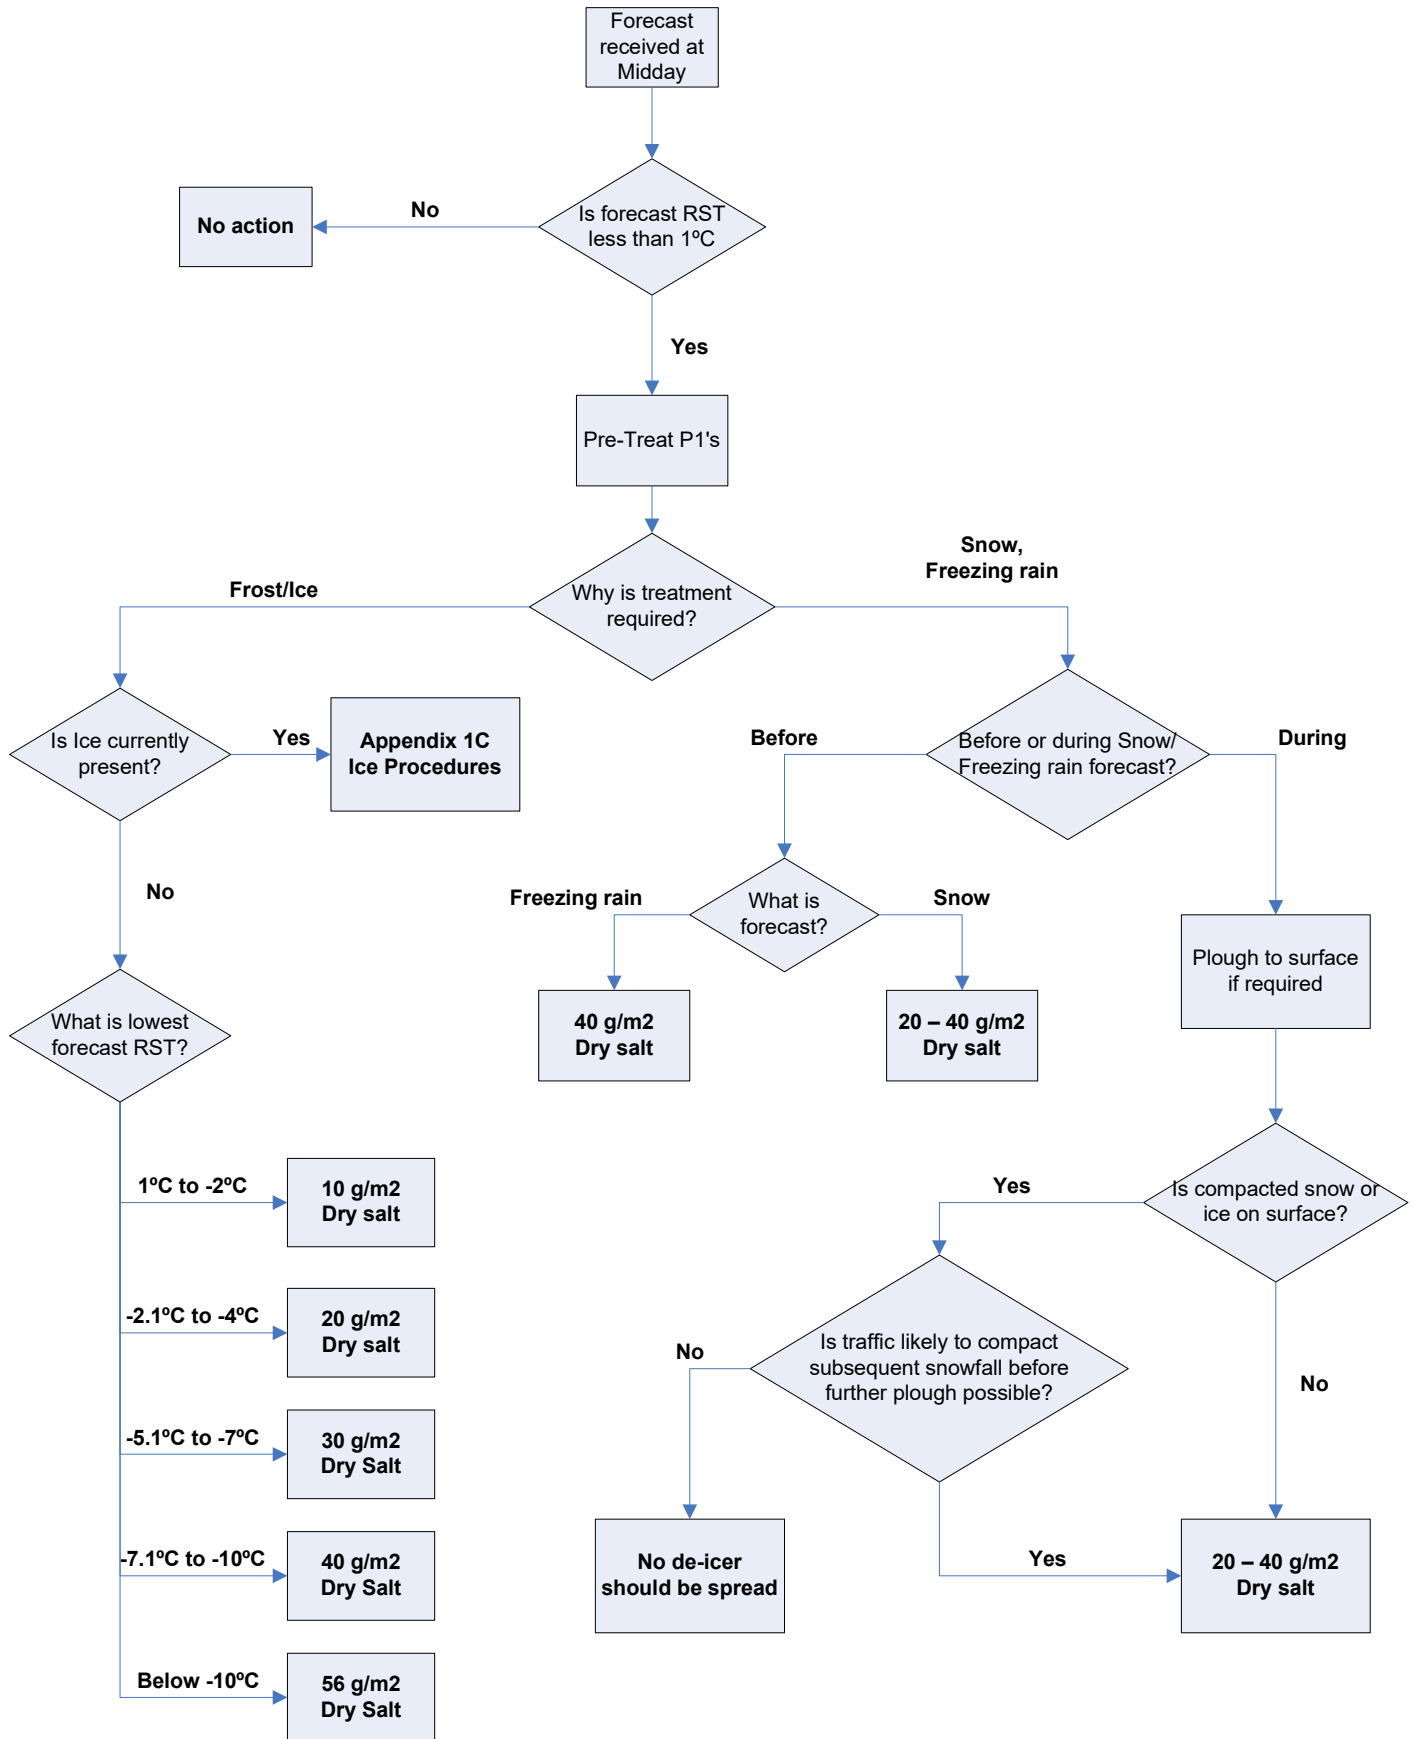 Forecast
received at
Midday
No
No action
Is forecast RST
less than 1ºC
Yes
Pre-Treat P1's
Snow,
Freezing rain
Frost/Ice
Why is treatment
required?
Is Ice currently
present?
Yes
Appendix 1C
Ice Procedures
Before
Before or during Snow/
Freezing rain forecast?
During
No
Freezing rain
What is
forecast?
Snow
Plough to surface
if required
What is lowest
forecast RST?
40 g/m2
Dry salt
20 – 40 g/m2
Dry salt
1ºC to -2ºC
10 g/m2
Dry salt
Yes
Is compacted snow or
ice on surface?
-2.1ºC to -4ºC
20 g/m2
Dry salt
No
Is traffic likely to compact
subsequent snowfall before
further plough possible?
No
-5.1ºC to -7ºC
30 g/m2
Dry Salt
-7.1ºC to -10ºC
40 g/m2
Dry Salt
No de-icer
should be spread
Yes
20 – 40 g/m2
Dry salt
Below -10ºC
56 g/m2
Dry Salt